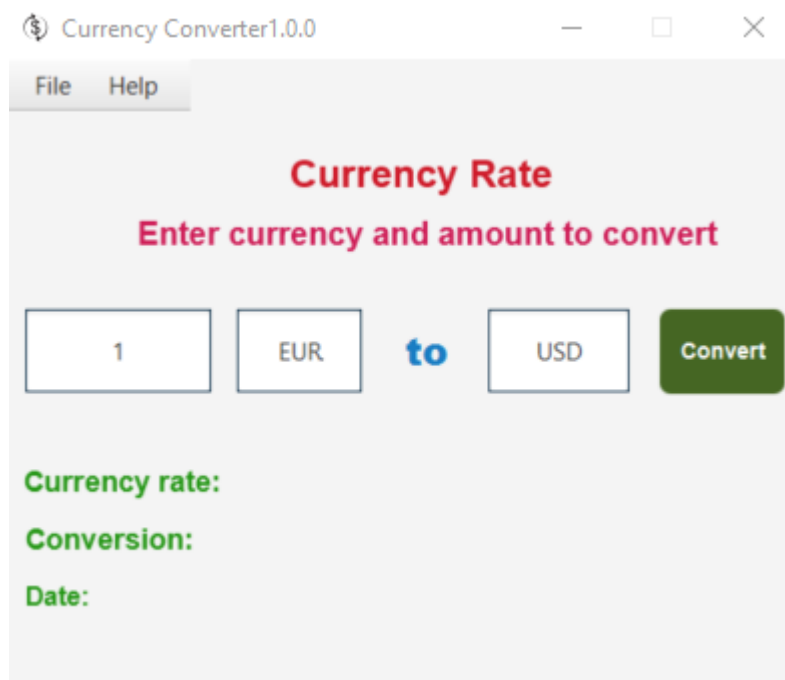 Currency Converter1.0.0
File Help
Currency Rate
Enter currency and amount to convert
1 EUR to USD Convert
Currency rate:
Conversion:
Date: